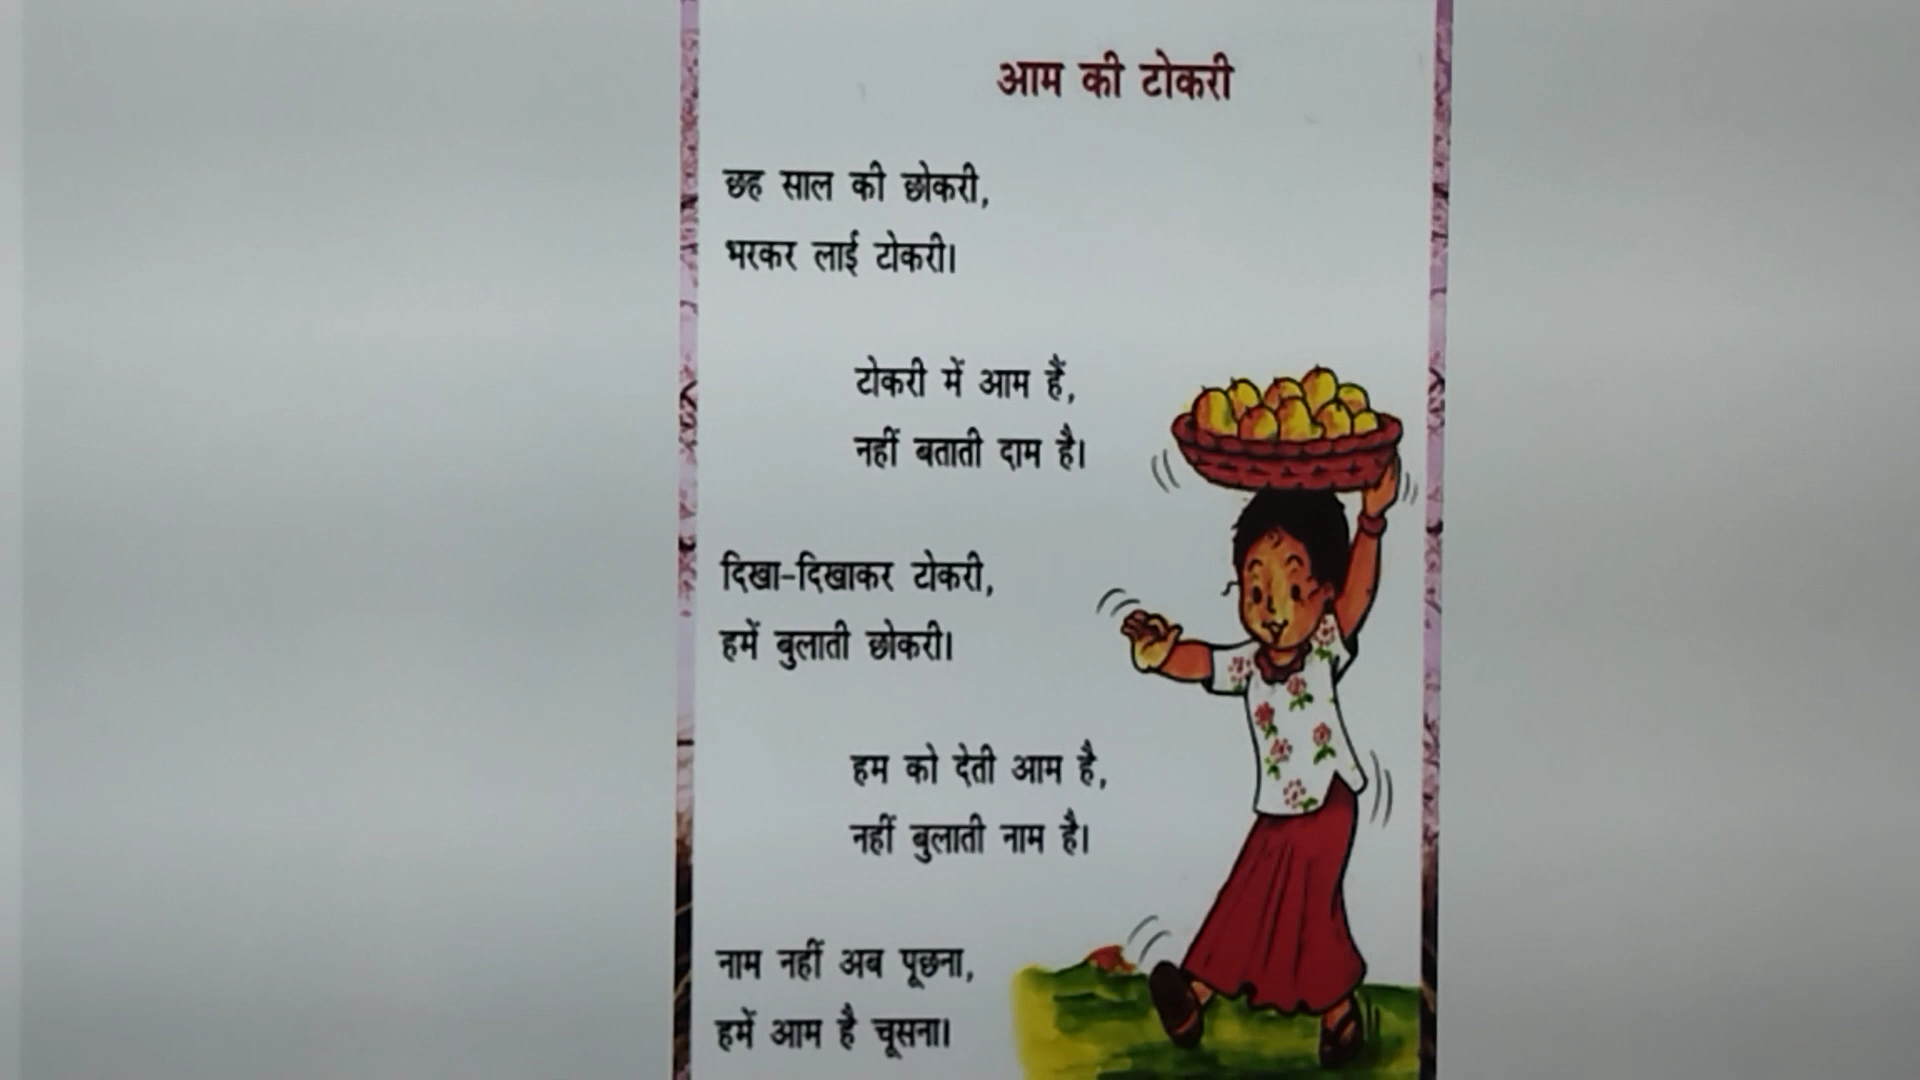 आम की टोकरी
छह साल की छोकरी,
भरकर लाई टोकरी।
टोकरी में आम हैं,
नहीं बताती दाम है।
दिखा-दिखाकर टोकरी,
हमें बुलाती छोकरी।
हम को देती आम है,
नहीं बुलाती नाम है।
नाम नहीं अब पूछना,
हमें आम है चूसना।